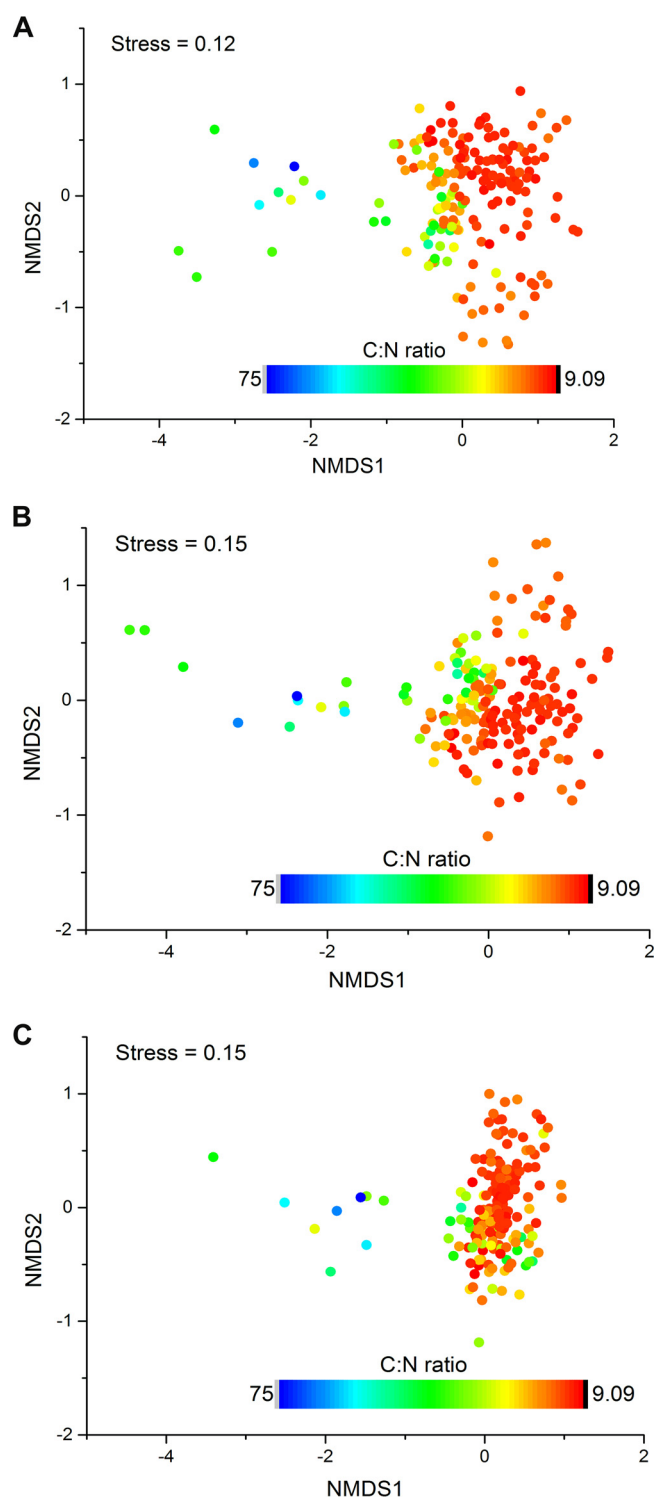 A
Stress = 0.12
1
0
-1
-2
NMDS2
C:N ratio
75
9.09
-4
-2
0
2
NMDS1
B
Stress = 0.15
1
0
-1
-2
NMDS2
C:N ratio
75
9.09
-4
-2
0
2
NMDS1
C
Stress = 0.15
1
0
-1
-2
NMDS2
C:N ratio
75
9.09
-4
-2
0
2
NMDS1